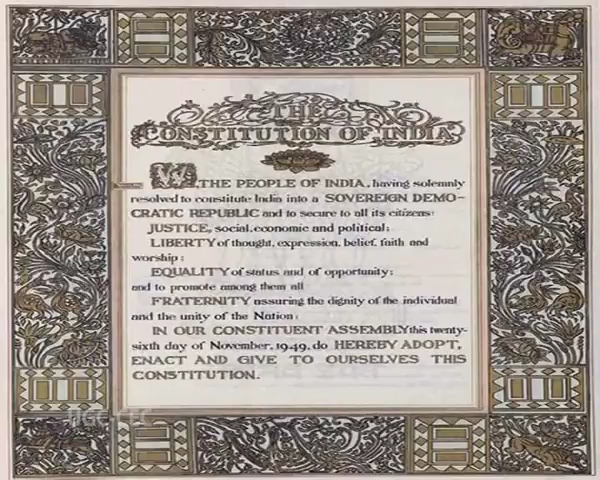 THE
CONSTITUTION OF INDIA
WE, THE PEOPLE OF INDIA, having solemnly
resolved to constitute India into a SOVEREIGN DEMO-
CRATIC REPUBLIC and to secure to all its citizens:
JUSTICE, social, economic and political;
LIBERTY of thought, expression, belief, faith and
worship;
EQUALITY of status and of opportunity;
and to promote among them all
FRATERNITY assuring the dignity of the individual
and the unity of the Nation;
IN OUR CONSTITUENT ASSEMBLY this twenty-
sixth day of November, 1949, do HEREBY ADOPT,
ENACT AND GIVE TO OURSELVES THIS
CONSTITUTION.